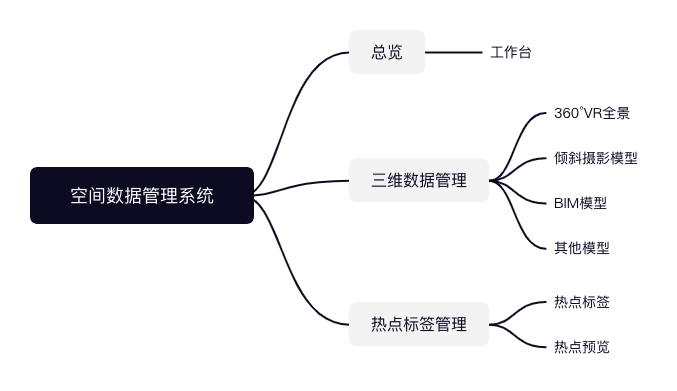 空间数据管理系统
总览
工作台
三维数据管理
360°VR全景
倾斜摄影模型
BIM模型
其他模型
热点标签管理
热点标签
热点预览